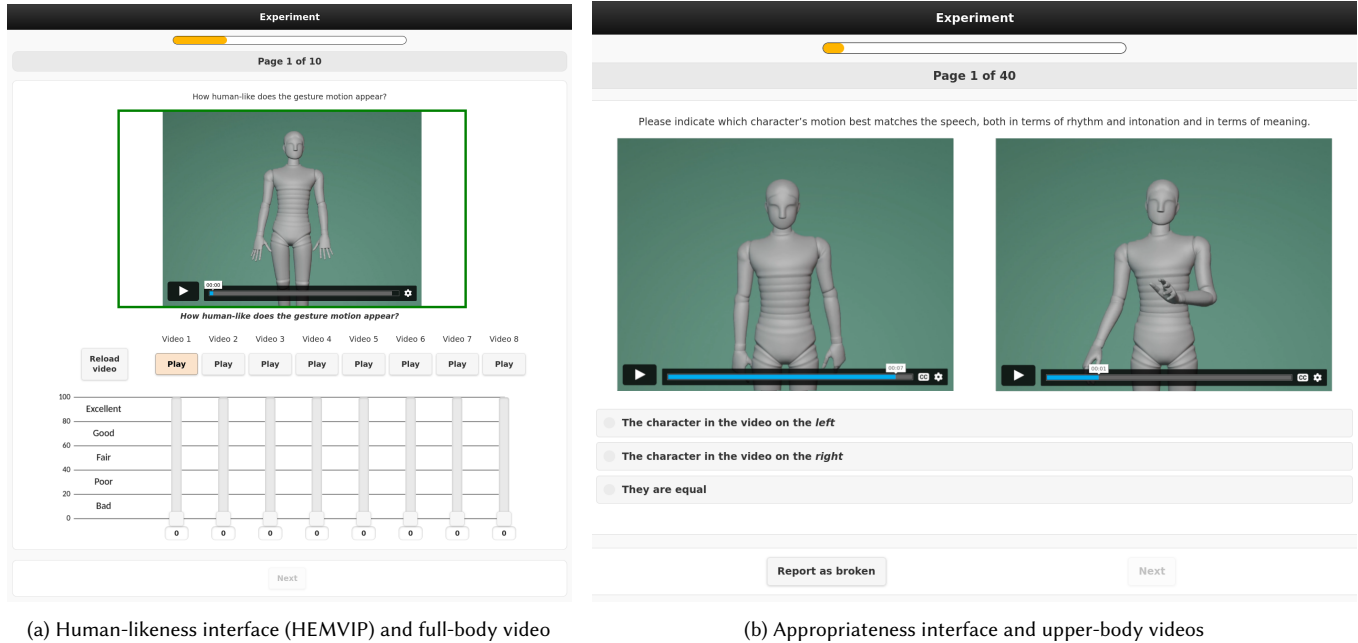 Experiment
Page 1 of 10
How human-like does the gesture motion appear?
00:00
How human-like does the gesture motion appear?
Video 1 Video 2 Video 3 Video 4 Video 5 Video 6 Video 7 Video 8
Reload video
Play Play Play Play Play Play Play Play
100
Excellent
80
Good
60
Fair
40
Poor
20
Bad
0
0 0 0 0 0 0 0 0
Next
(a) Human-likeness interface (HEMVIP) and full-body video
Experiment
Page 1 of 40
Please indicate which character's motion best matches the speech, both in terms of rhythm and intonation and in terms of meaning.
00:07
CC
00:01
CC
The character in the video on the left
The character in the video on the right
They are equal
Report as broken
Next
(b) Appropriateness interface and upper-body videos